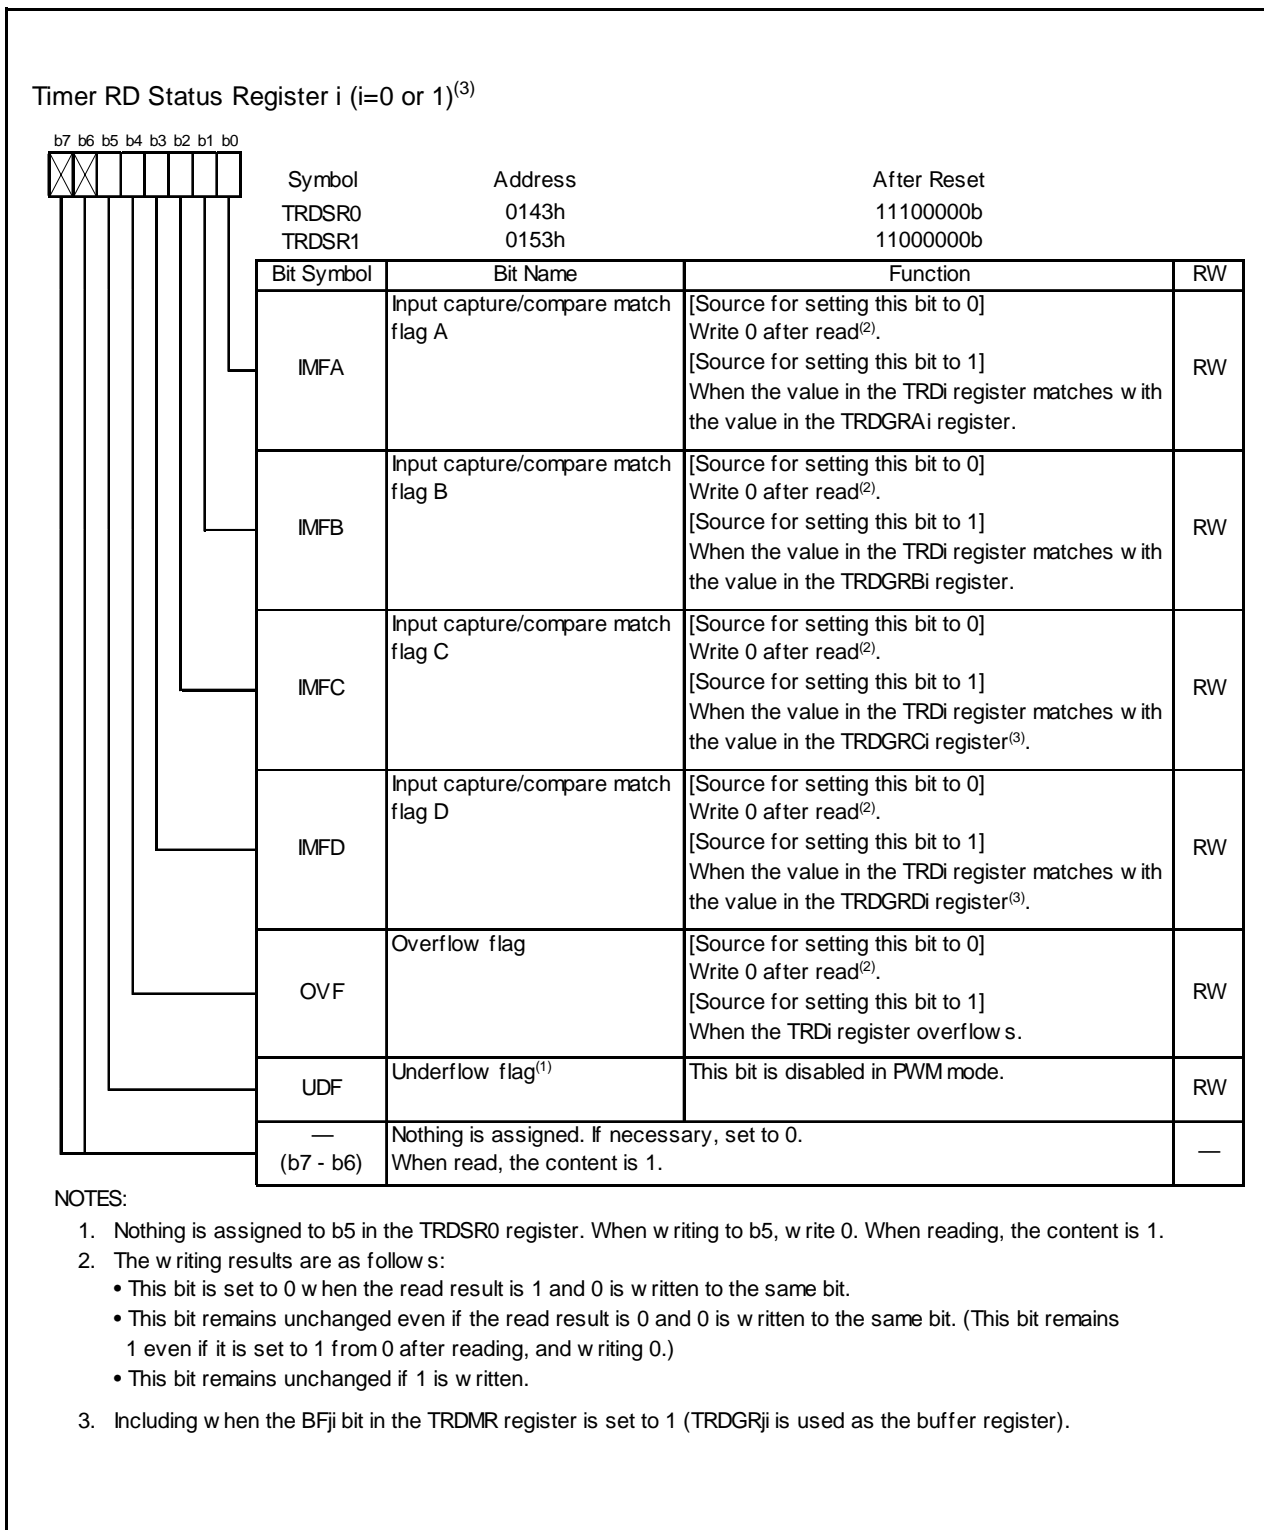 Timer RD Status Register i (i=0 or 1)(3)
b7 b6 b5 b4 b3 b2 b1 b0
Symbol Address After Reset
TRDSR0 0143h 11100000b
TRDSR1 0153h 11000000b
Bit Symbol Bit Name Function RW
IMFA Input capture/compare match flag A [Source for setting this bit to 0]
Write 0 after read(2).
[Source for setting this bit to 1]
When the value in the TRDi register matches with
the value in the TRDGRAi register. RW
IMFB Input capture/compare match flag B [Source for setting this bit to 0]
Write 0 after read(2).
[Source for setting this bit to 1]
When the value in the TRDi register matches with
the value in the TRDGRBi register. RW
IMFC Input capture/compare match flag C [Source for setting this bit to 0]
Write 0 after read(2).
[Source for setting this bit to 1]
When the value in the TRDi register matches with
the value in the TRDGRCi register(3). RW
IMFD Input capture/compare match flag D [Source for setting this bit to 0]
Write 0 after read(2).
[Source for setting this bit to 1]
When the value in the TRDi register matches with
the value in the TRDGRDi register(3). RW
OVF Overflow flag [Source for setting this bit to 0]
Write 0 after read(2).
[Source for setting this bit to 1]
When the TRDi register overflows. RW
UDF Underflow flag(1) This bit is disabled in PWM mode. RW
— Nothing is assigned. If necessary, set to 0. —
(b7 - b6) When read, the content is 1.
NOTES:
1. Nothing is assigned to b5 in the TRDSR0 register. When writing to b5, write 0. When reading, the content is 1.
2. The writing results are as follows:
• This bit is set to 0 when the read result is 1 and 0 is written to the same bit.
• This bit remains unchanged even if the read result is 0 and 0 is written to the same bit. (This bit remains
1 even if it is set to 1 from 0 after reading, and writing 0.)
• This bit remains unchanged if 1 is written.
3. Including when the BFji bit in the TRDMR register is set to 1 (TRDGRji is used as the buffer register).